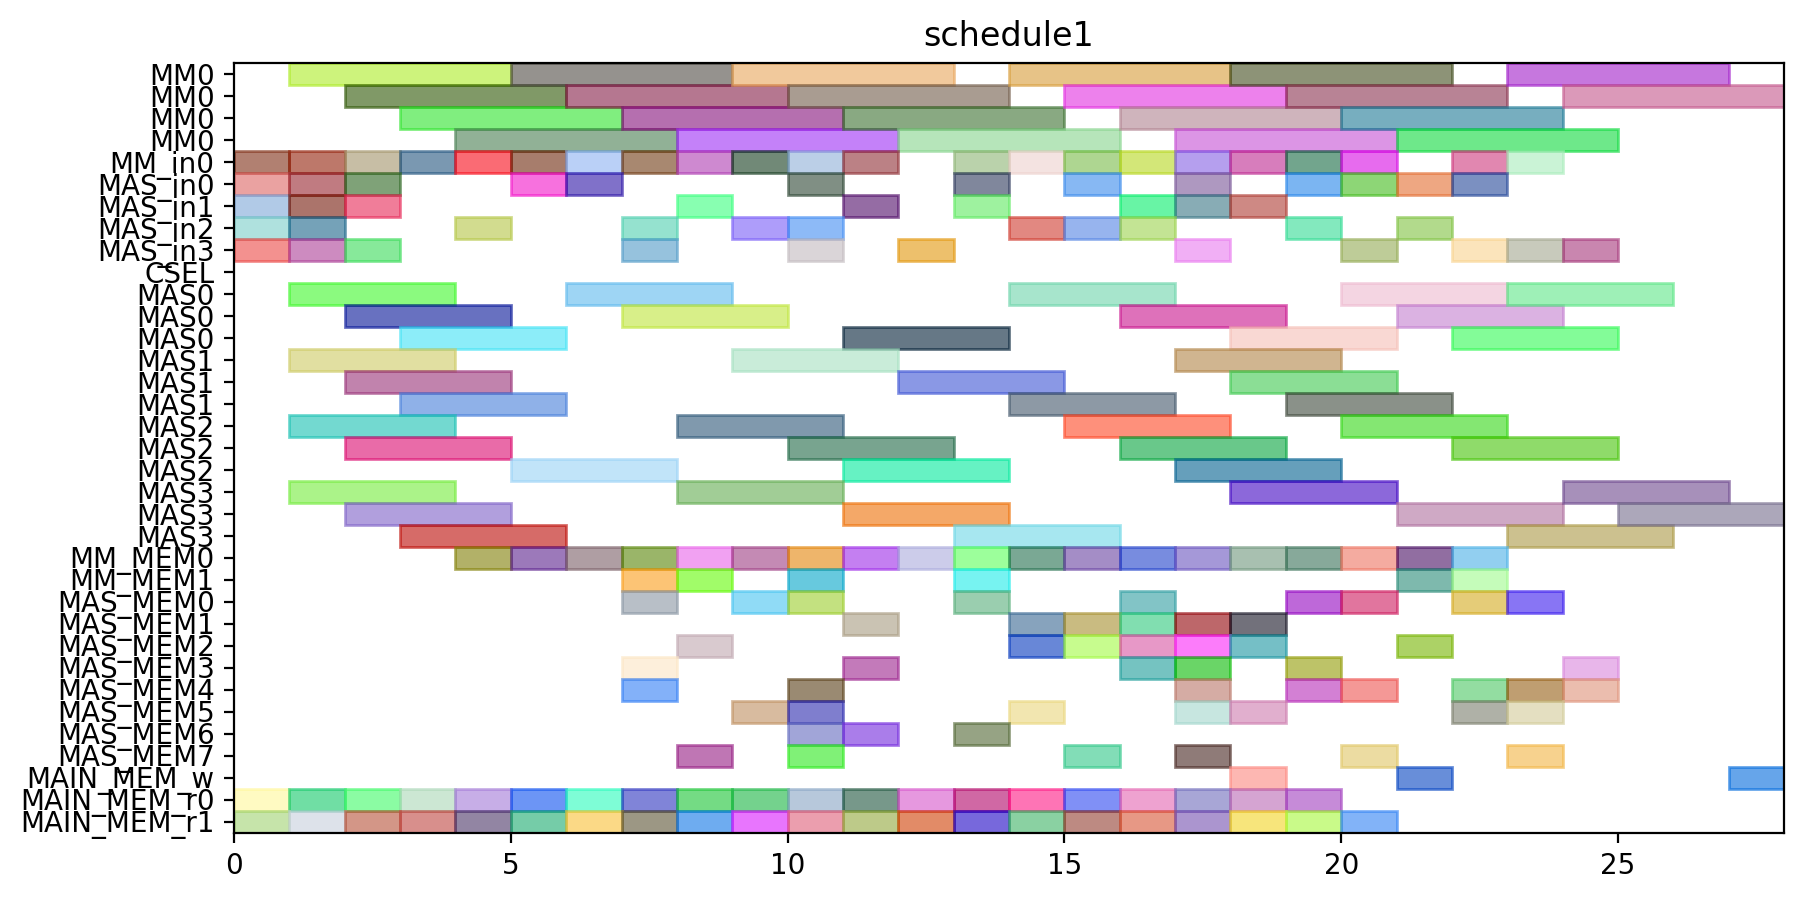 schedule1
MM0
MM0
MM0
MM0
MM_in0
MAS_in0
MAS_in1
MAS_in2
MAS_in3
CSEL
MAS0
MAS0
MAS0
MAS1
MAS1
MAS1
MAS2
MAS2
MAS2
MAS3
MAS3
MAS3
MM_MEM0
MM_MEM1
MAS_MEM0
MAS_MEM1
MAS_MEM2
MAS_MEM3
MAS_MEM4
MAS_MEM5
MAS_MEM6
MAS_MEM7
MAIN_MEM_w
MAIN_MEM_r0
MAIN_MEM_r1
0 5 10 15 20 25